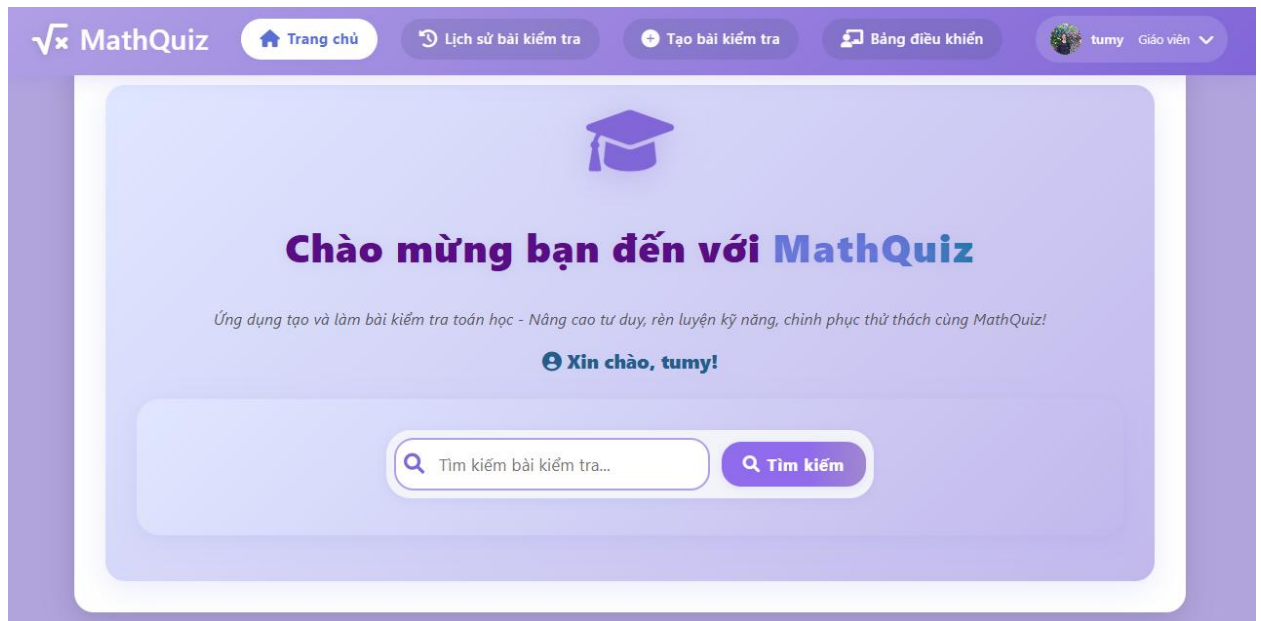 √x MathQuiz Trang chủ Lịch sử bài kiểm tra Tạo bài kiểm tra Bảng điều khiển tumy Giáo viên
Chào mừng bạn đến với MathQuiz
Ứng dụng tạo và làm bài kiểm tra toán học - Nâng cao tư duy, rèn luyện kỹ năng, chinh phục thử thách cùng MathQuiz!
Xin chào, tumy!
Tìm kiếm bài kiểm tra... Tìm kiếm